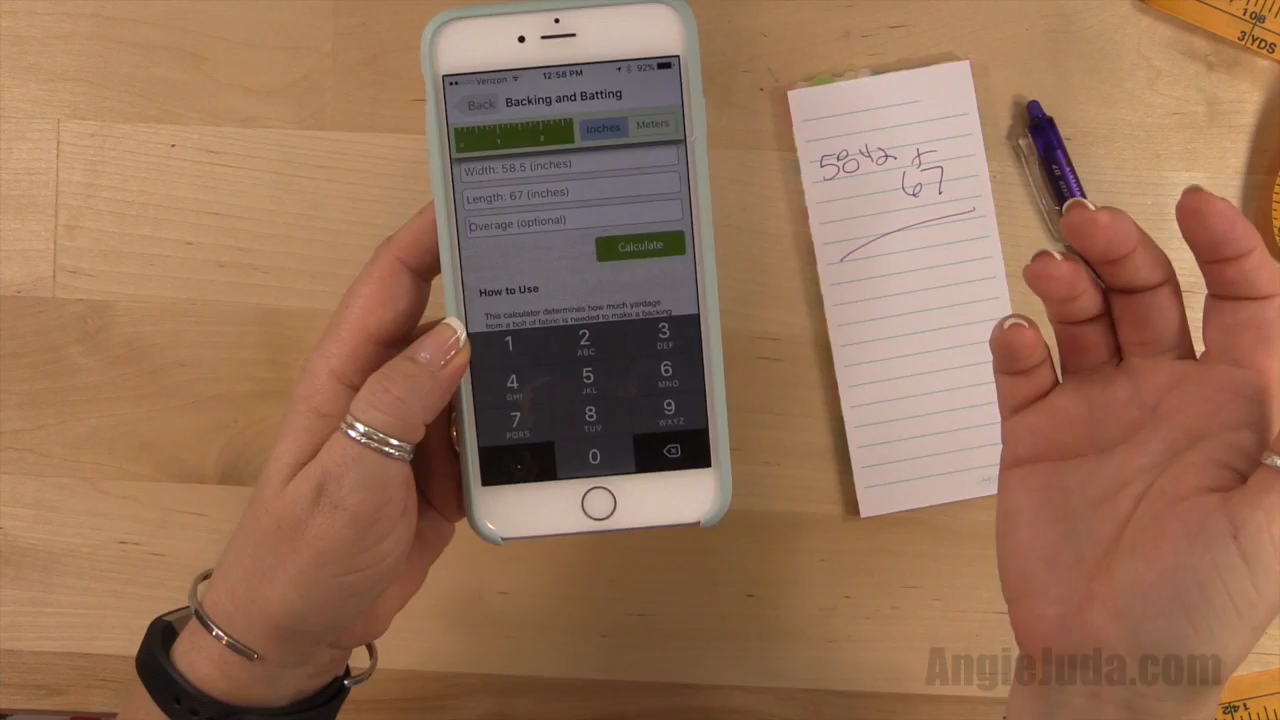 Verizon 12:58 PM 92%
Back Backing and Batting
Inches Meters
1 2
Width: 58.5 (inches)
Length: 67 (inches)
Overage (optional)
Calculate
How to Use
This calculator determines how much yardage
from a bolt of fabric is needed to make a backing
1 2 ABC 3 DEF
4 GHI 5 JKL 6 MNO
7 PQRS 8 TUV 9 WXYZ
. 0
58 1/2 x
67
108
3 YDS
AngieJuda.com